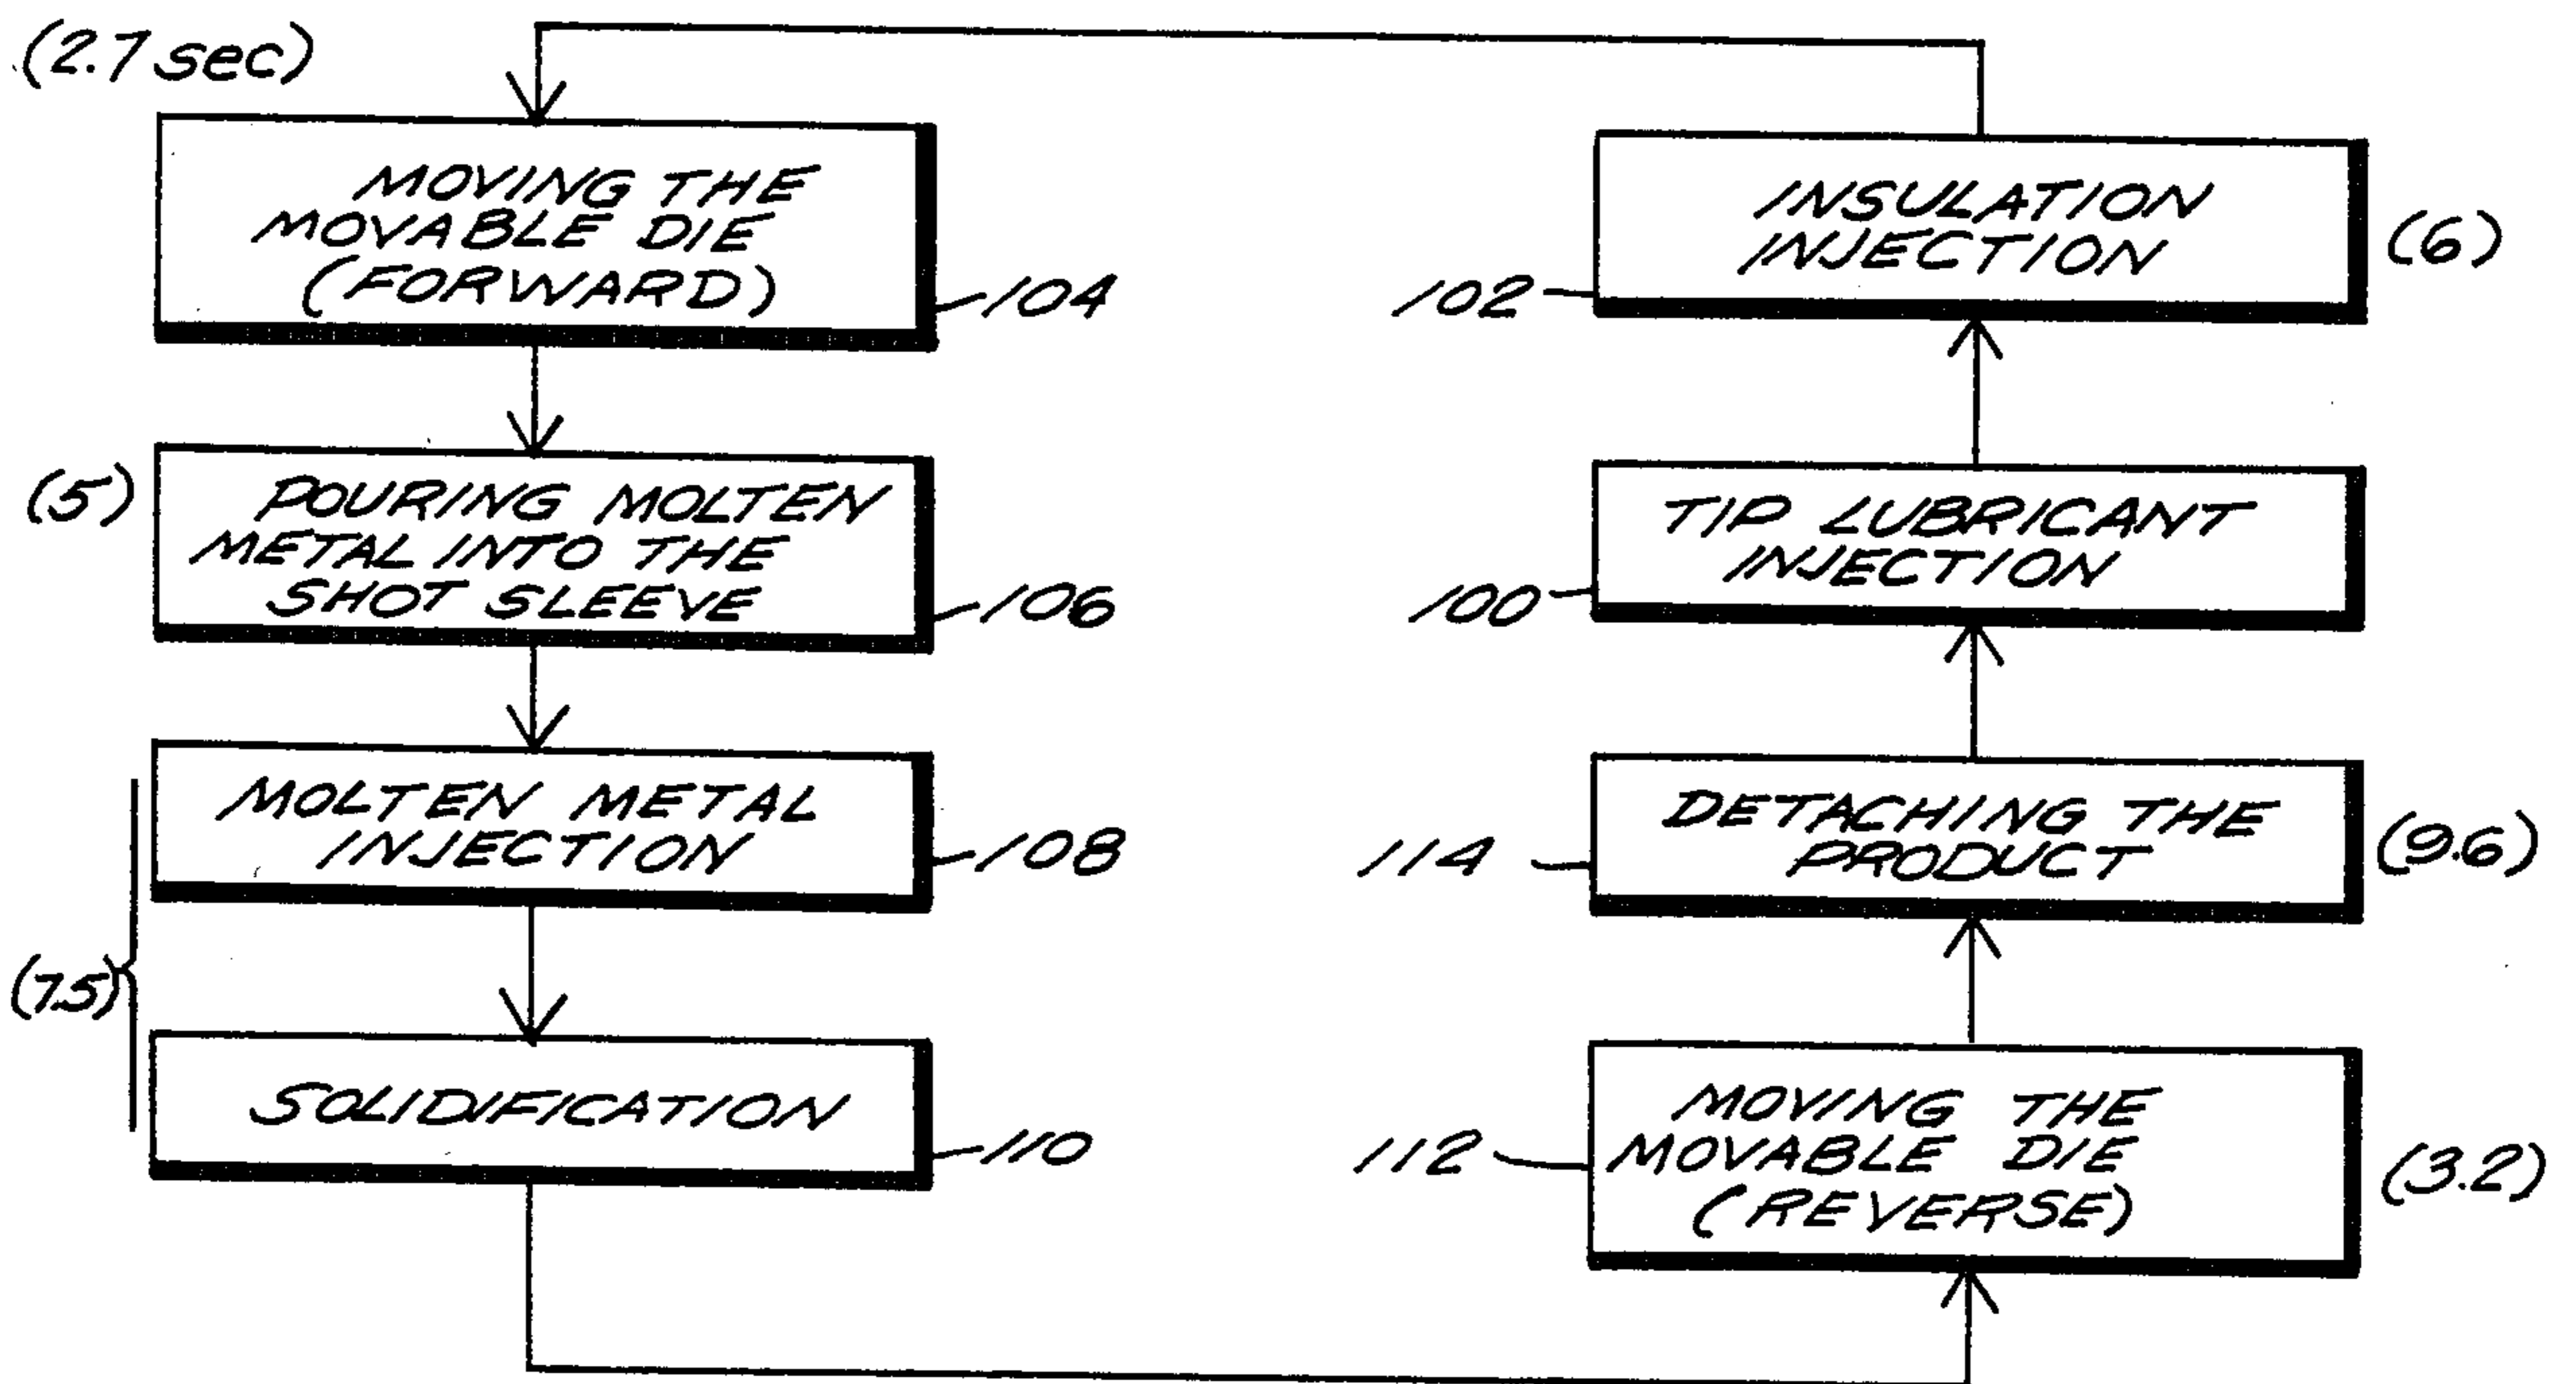 (2.7 sec)
MOVING THE
MOVABLE DIE
(FORWARD)
104
(5)
POURING MOLTEN
METAL INTO THE
SHOT SLEEVE
106
MOLTEN METAL
INJECTION
108
(7.5)
SOLIDIFICATION
110
INSULATION
INJECTION
(6)
102
TIP LUBRICANT
INJECTION
100
DETACHING THE
PRODUCT
114
(9.6)
MOVING THE
MOVABLE DIE
(REVERSE)
112
(3.2)